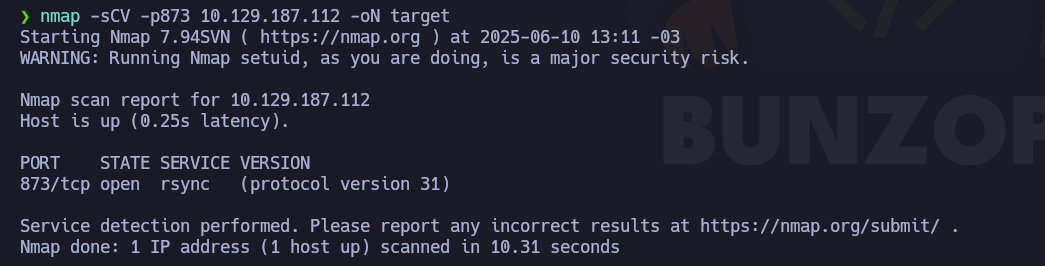 ❯ nmap -sCV -p873 10.129.187.112 -oN target
Starting Nmap 7.94SVN ( https://nmap.org ) at 2025-06-10 13:11 -03
WARNING: Running Nmap setuid, as you are doing, is a major security risk.
Nmap scan report for 10.129.187.112
Host is up (0.25s latency).
BUNZO
PORT    STATE SERVICE VERSION
873/tcp open  rsync   (protocol version 31)
Service detection performed. Please report any incorrect results at https://nmap.org/submit/ .
Nmap done: 1 IP address (1 host up) scanned in 10.31 seconds